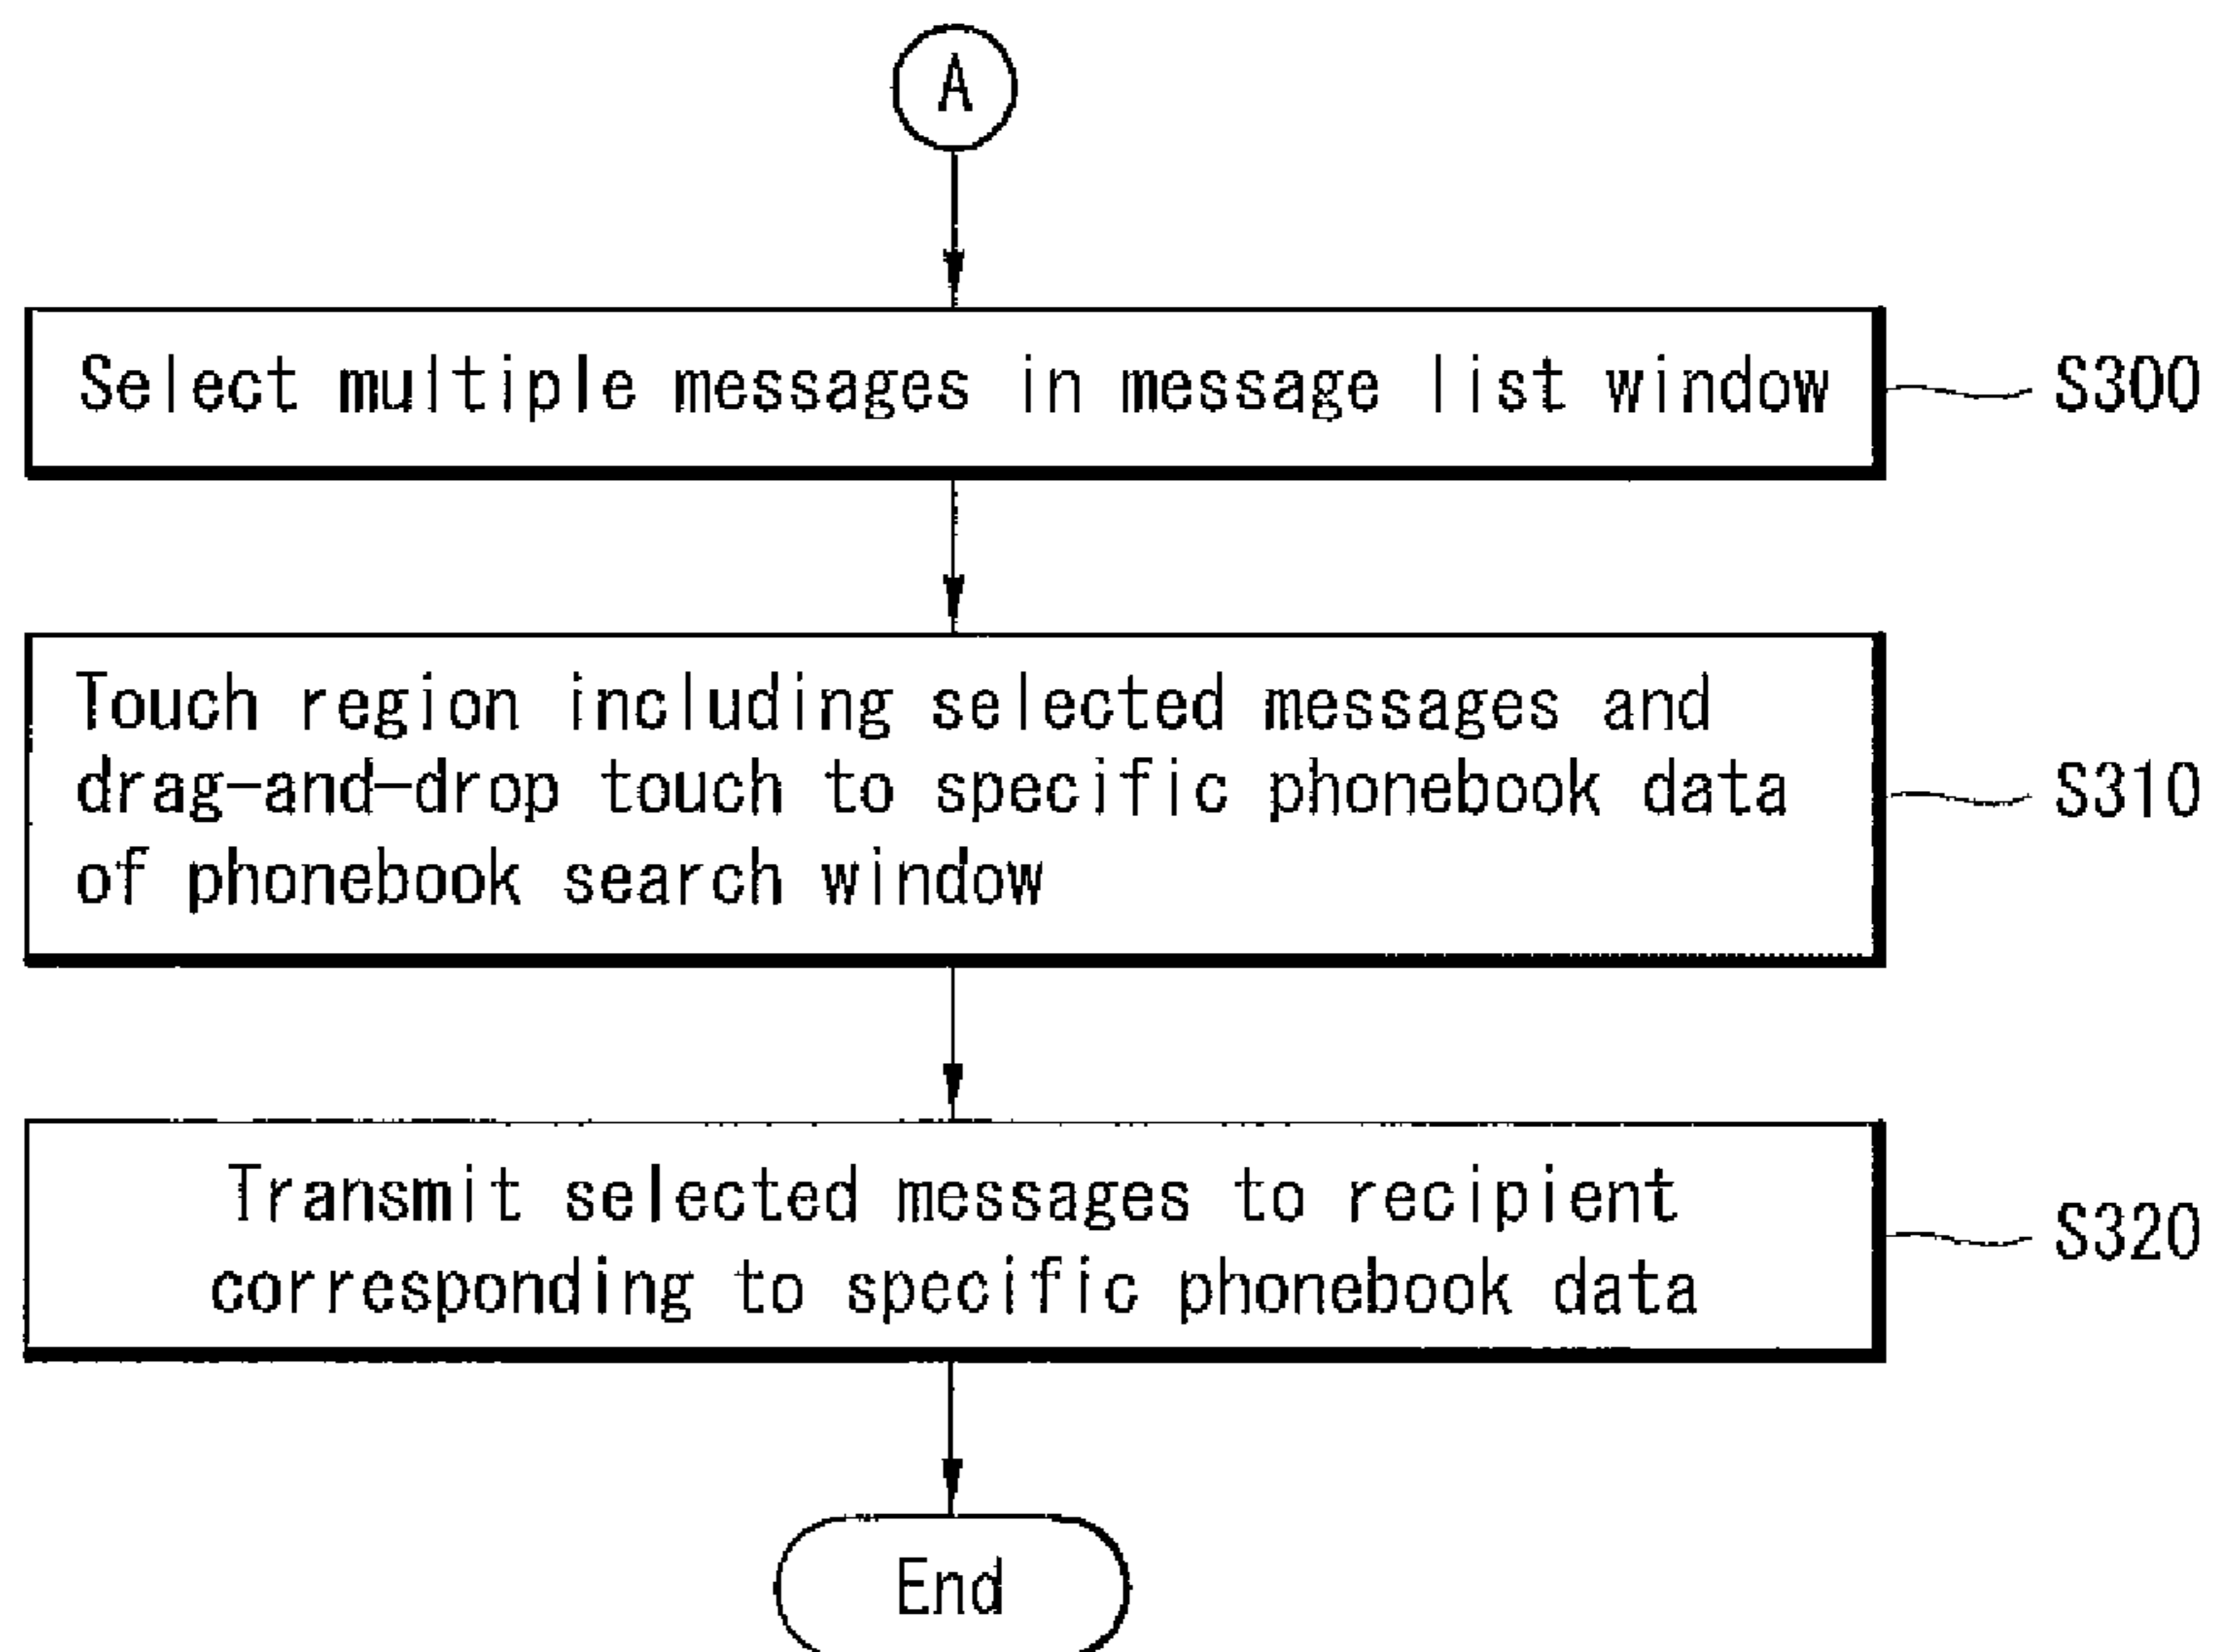 A
Select multiple messages in message list window
S300
Touch region including selected messages and
drag-and-drop touch to specific phonebook data
of phonebook search window
S310
Transmit selected messages to recipient
corresponding to specific phonebook data
S320
End